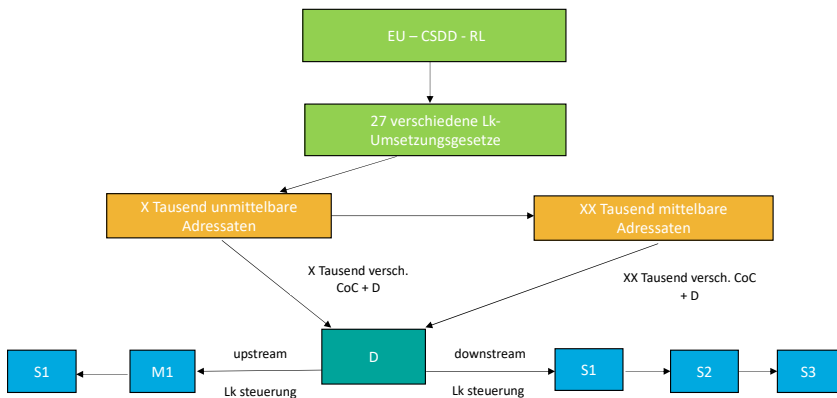 EU – CSDD - RL
27 verschiedene Lk-
Umsetzungsgesetze
X Tausend unmittelbare
Adressaten
XX Tausend mittelbare
Adressaten
X Tausend versch.
CoC + D
XX Tausend versch. CoC
+ D
S1
M1
upstream
Lk steuerung
D
downstream
Lk steuerung
S1
S2
S3